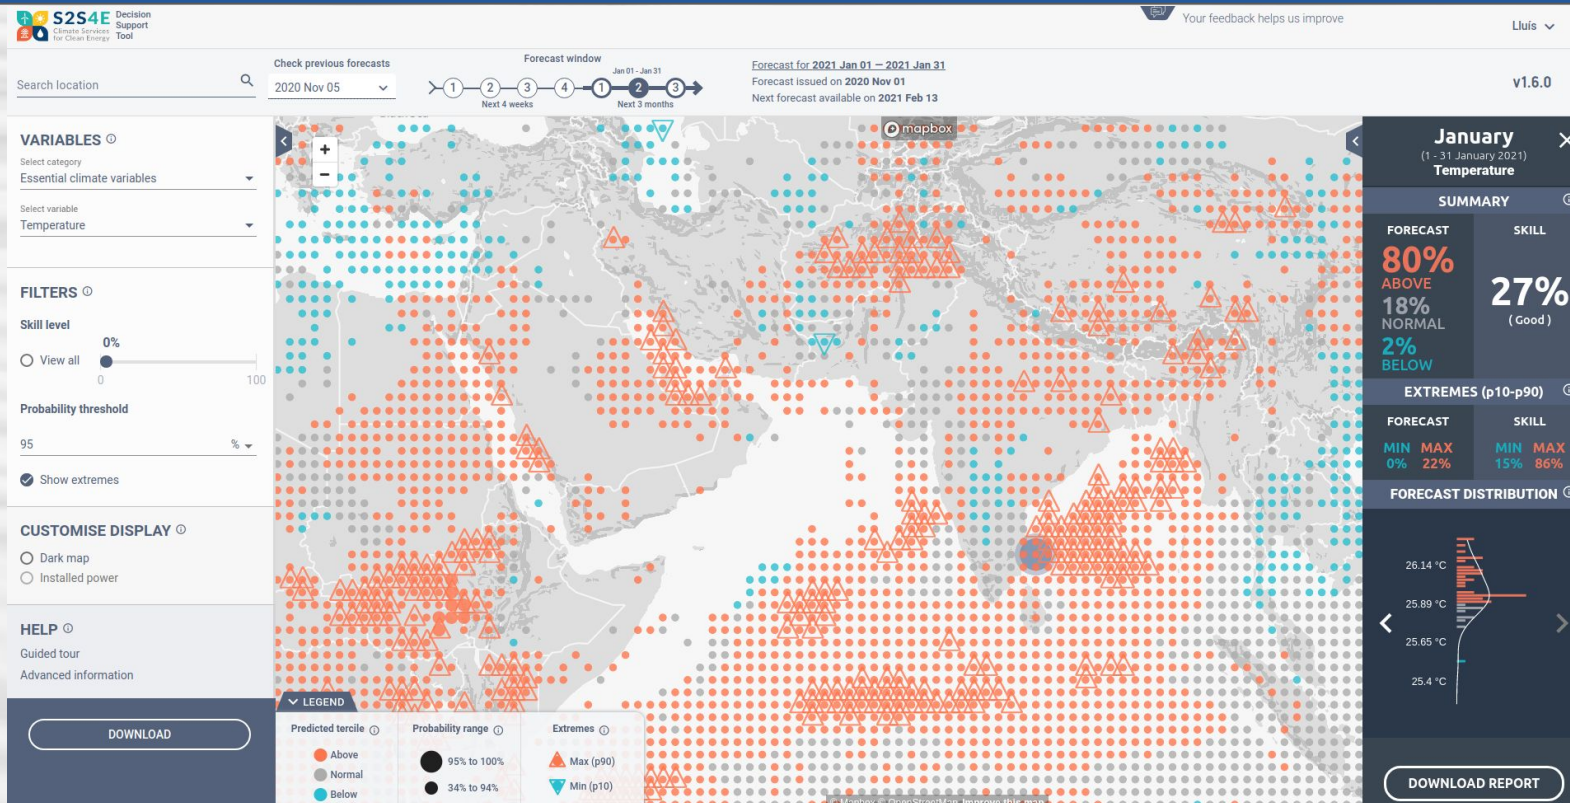 S2S4E
Climate Services
for Clean Energy
Decision
Support
Tool
Your feedback helps us improve
Lluís
Search location
Check previous forecasts
2020 Nov 05
Forecast window
Jan 01 - Jan 31
1 2 3 4 1 2 3
Next 4 weeks
Next 3 months
Forecast for 2021 Jan 01 — 2021 Jan 31
Forecast issued on 2020 Nov 01
Next forecast available on 2021 Feb 13
v1.6.0
VARIABLES
Select category
Essential climate variables
Select variable
Temperature
FILTERS
Skill level
0%
View all
0 100
Probability threshold
95 %
Show extremes
CUSTOMISE DISPLAY
Dark map
Installed power
HELP
Guided tour
Advanced information
DOWNLOAD
+
−
mapbox
LEGEND
Predicted tercile
Above
Normal
Below
Probability range
95% to 100%
34% to 94%
Extremes
Max (p90)
Min (p10)
© Mapbox © OpenStreetMap Improve this map
January
(1 - 31 January 2021)
Temperature
SUMMARY
FORECAST
80%
ABOVE
18%
NORMAL
2%
BELOW
SKILL
27%
( Good )
EXTREMES (p10-p90)
FORECAST
MIN MAX
0% 22%
SKILL
MIN MAX
15% 86%
FORECAST DISTRIBUTION
26.14 °C
25.89 °C
25.65 °C
25.4 °C
DOWNLOAD REPORT